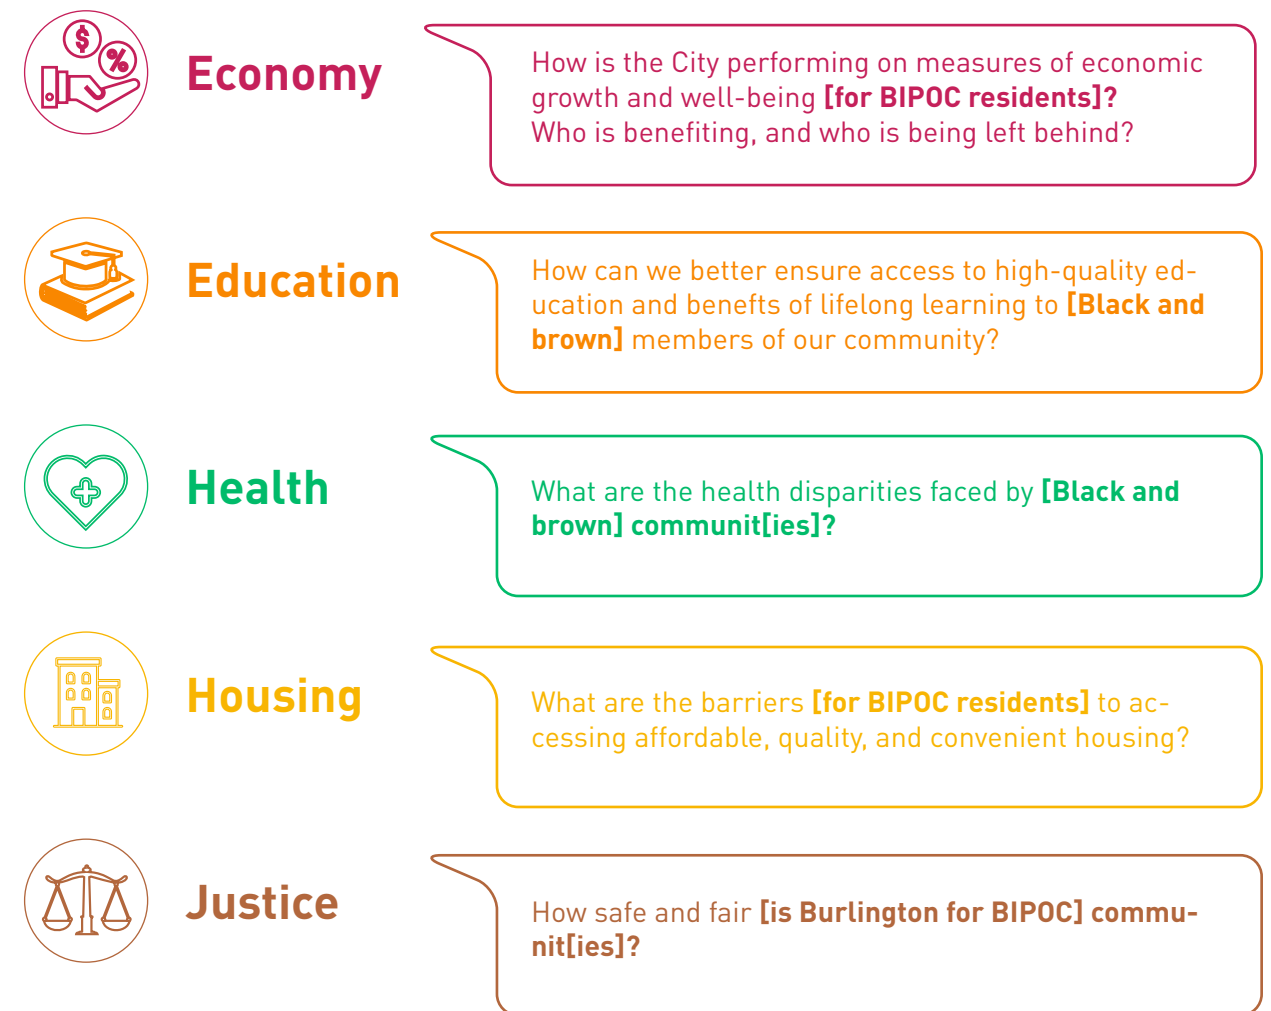 $
%
Economy
How is the City performing on measures of economic
growth and well-being [for BIPOC residents]?
Who is benefiting, and who is being left behind?
Education
How can we better ensure access to high-quality ed-
ucation and benefts of lifelong learning to [Black and
brown] members of our community?
Health
What are the health disparities faced by [Black and
brown] communit[ies]?
Housing
What are the barriers [for BIPOC residents] to ac-
cessing affordable, quality, and convenient housing?
Justice
How safe and fair [is Burlington for BIPOC] commu-
nit[ies]?